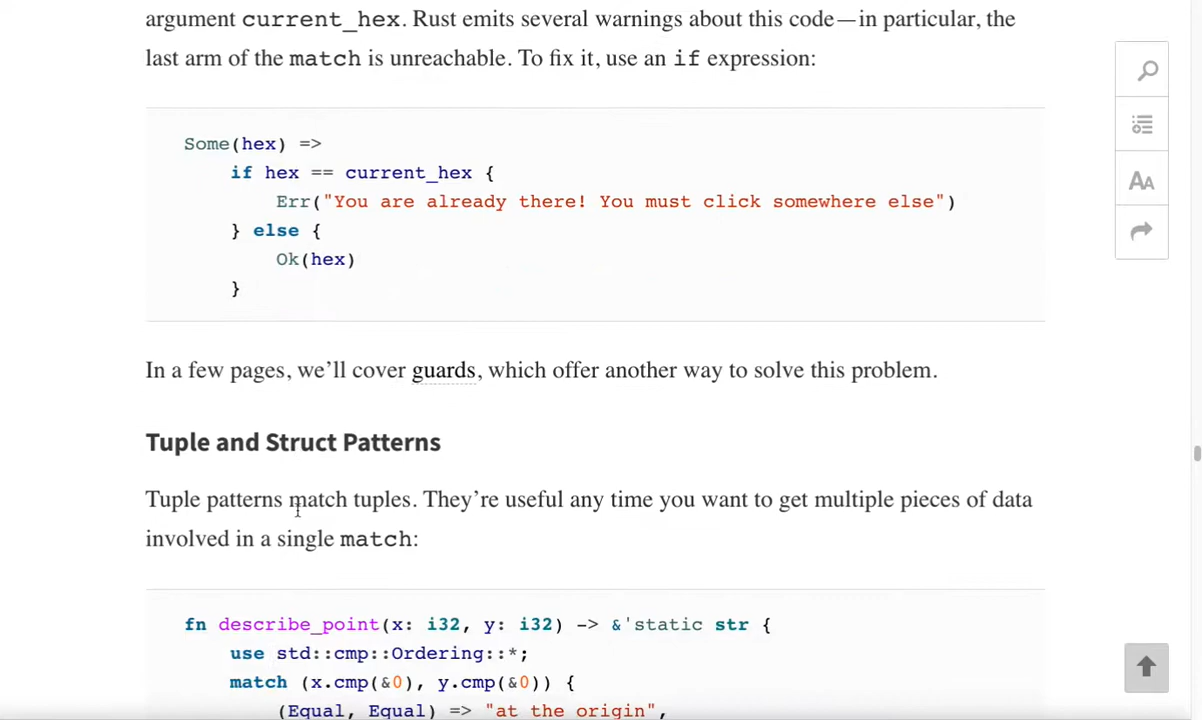 argument current_hex. Rust emits several warnings about this code—in particular, the
last arm of the match is unreachable. To fix it, use an if expression:
Some(hex) =>
    if hex == current_hex {
        Err("You are already there! You must click somewhere else")
    } else {
        Ok(hex)
    }
In a few pages, we’ll cover guards, which offer another way to solve this problem.
Tuple and Struct Patterns
Tuple patterns match tuples. They’re useful any time you want to get multiple pieces of data
involved in a single match:
fn describe_point(x: i32, y: i32) -> &'static str {
    use std::cmp::Ordering::*;
    match (x.cmp(&0), y.cmp(&0)) {
        (Equal, Equal) => "at the origin",
AA